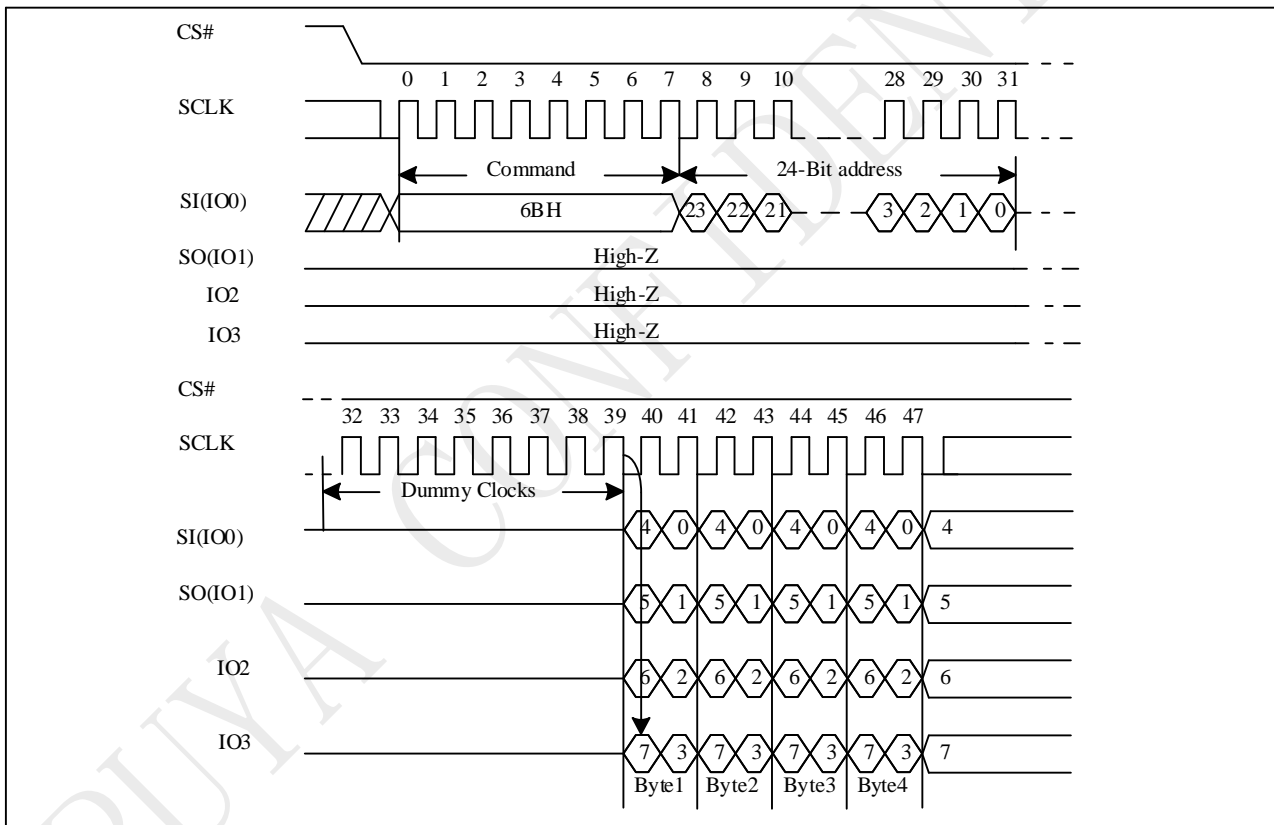 CS#
0 1 2 3 4 5 6 7 8 9 10 28 29 30 31
SCLK
Command 24-Bit address
SI(IO0) 6BH 23 22 21 3 2 1 0
SO(IO1) High-Z
IO2 High-Z
IO3 High-Z
CS#
32 33 34 35 36 37 38 39 40 41 42 43 44 45 46 47
SCLK
Dummy Clocks
SI(IO0) 4 0 4 0 4 0 4 0 4
SO(IO1) 5 1 5 1 5 1 5 1 5
IO2 6 2 6 2 6 2 6 2 6
IO3 7 3 7 3 7 3 7 3 7
Byte1 Byte2 Byte3 Byte4
PUYA CONFIDEN